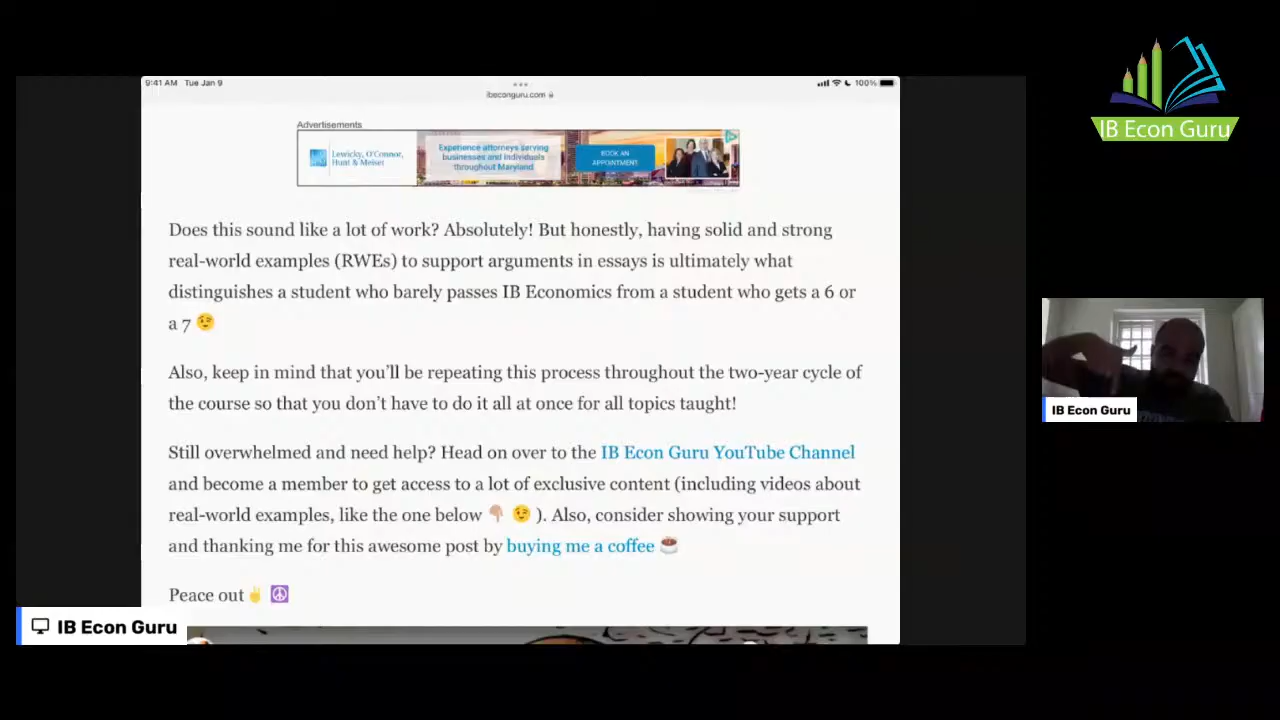 9:41 AM Tue Jan 9
100%
ibeconguru.com
Advertisements
Lewicky, O'Connor,
Hunt & Meiser
Experience attorneys serving
businesses and individuals
throughout Maryland
BOOK AN
APPOINTMENT
Does this sound like a lot of work? Absolutely! But honestly, having solid and strong
real-world examples (RWEs) to support arguments in essays is ultimately what
distinguishes a student who barely passes IB Economics from a student who gets a 6 or
a 7 😉
Also, keep in mind that you'll be repeating this process throughout the two-year cycle of
the course so that you don't have to do it all at once for all topics taught!
Still overwhelmed and need help? Head on over to the IB Econ Guru YouTube Channel
and become a member to get access to a lot of exclusive content (including videos about
real-world examples, like the one below 👇🏼 😉 ). Also, consider showing your support
and thanking me for this awesome post by buying me a coffee ☕
Peace out ✌ ☮
IB Econ Guru
IB Econ Guru
IB Econ Guru